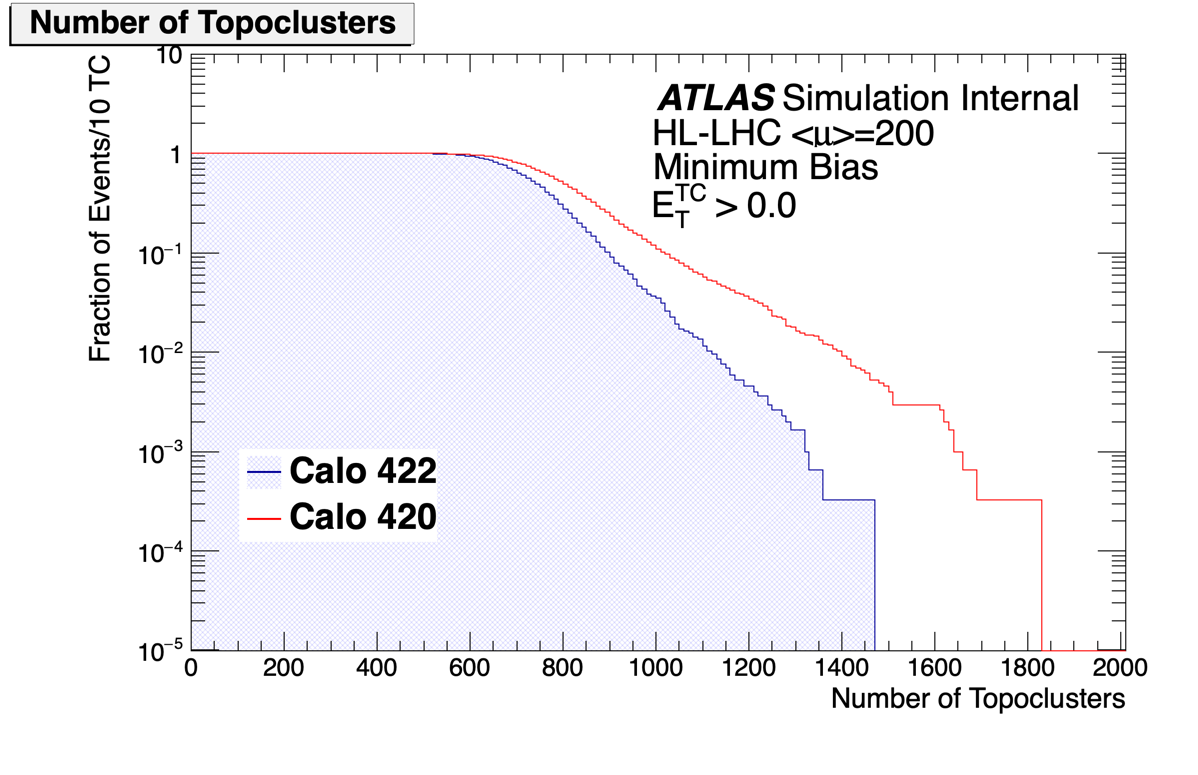 Number of Topoclusters
Fraction of Events/10 TC
10
1
10⁻¹
10⁻²
10⁻³
10⁻⁴
10⁻⁵
ATLAS Simulation Internal
HL-LHC <μ>=200
Minimum Bias
E_T^TC > 0.0
Calo 422
Calo 420
0 200 400 600 800 1000 1200 1400 1600 1800 2000
Number of Topoclusters